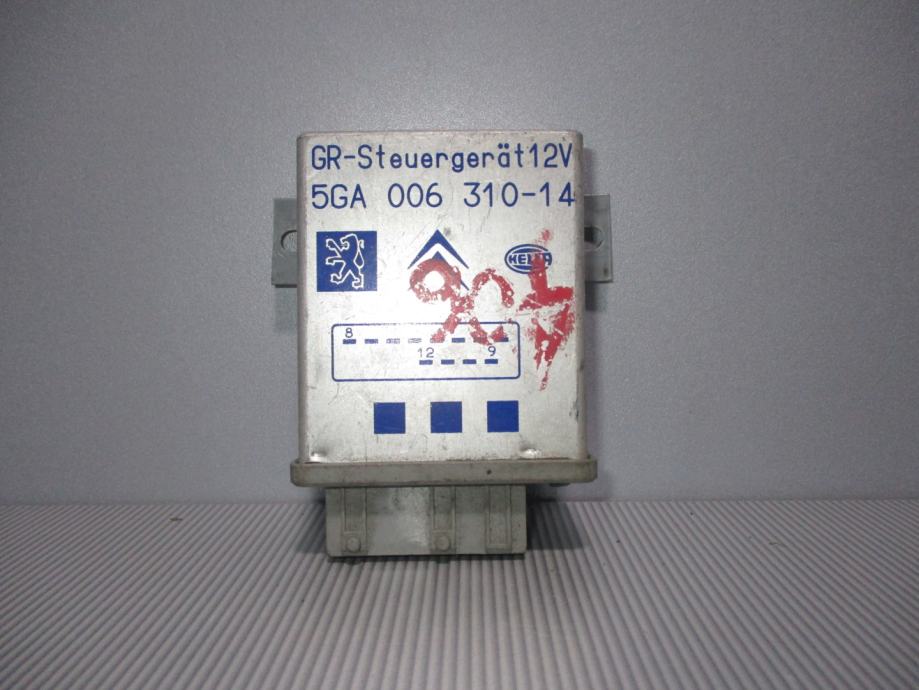 GR-Steuergerät12V
5GA 006 310-14
HELLA
8
12 9